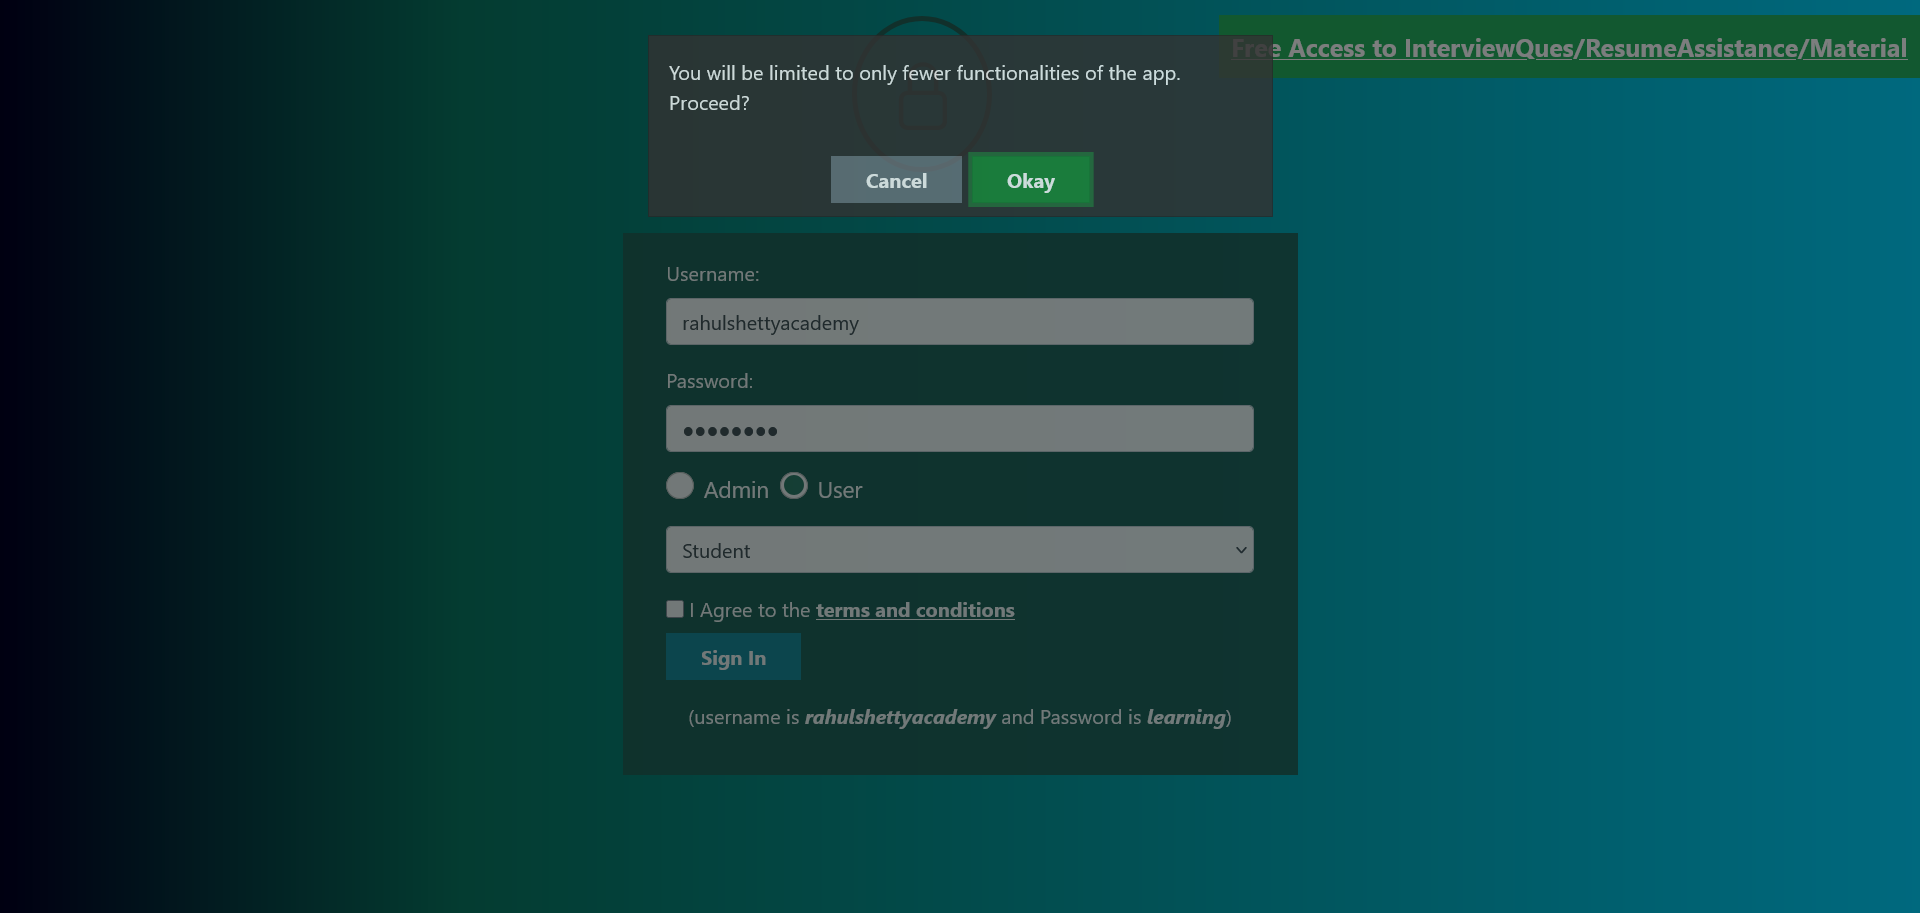 Free Access to InterviewQues/ResumeAssistance/Material
You will be limited to only fewer functionalities of the app.
Proceed?
Cancel
Okay
Username:
rahulshettyacademy
Password:
●●●●●●●●
Admin
User
Student
I Agree to the terms and conditions
Sign In
(username is rahulshettyacademy and Password is learning)